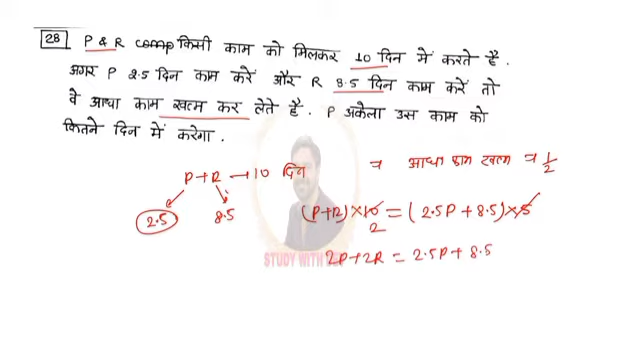 28 P & R comp किसी काम को मिलकर 10 दिन में करते है.
अगर P 2.5 दिन काम करें और R 8.5 दिन काम करें तो
वे आधा काम खत्म कर लेते है. P अकेला उस काम को
कितने दिन में करेगा.
P+R → 10 दिन ⇒ आधा काम खत्म ⇒ 1/2
2.5 8.5 (P+R) × 10 = (2.5P + 8.5) × 5
2
2P+2R = 2.5P + 8.5
STUDY WITH